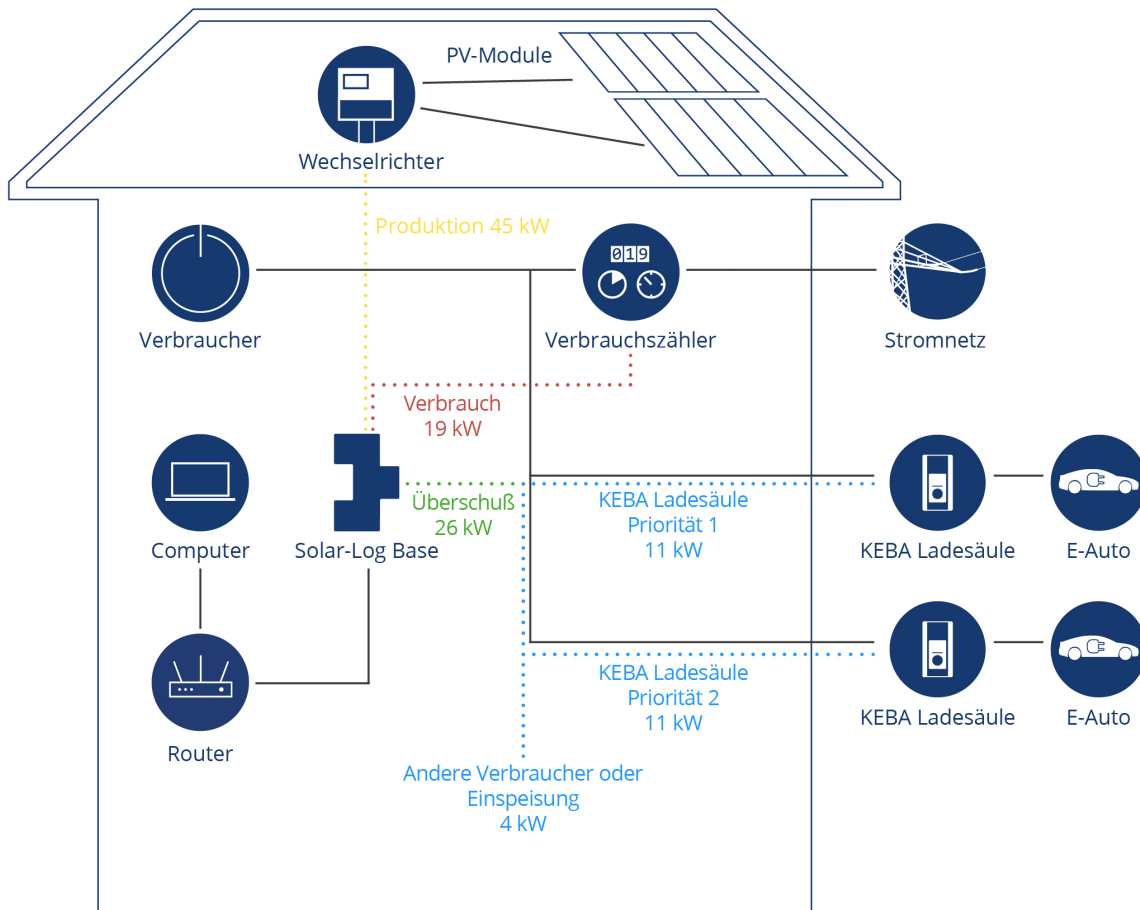 PV-Module
Wechselrichter
Produktion 45 kW
019
Verbraucher
Verbrauchszähler
Stromnetz
Verbrauch
19 kW
Überschuß
26 kW
KEBA Ladesäule
Priorität 1
11 kW
Computer
Solar-Log Base
KEBA Ladesäule
E-Auto
KEBA Ladesäule
Priorität 2
11 kW
KEBA Ladesäule
E-Auto
Router
Andere Verbraucher oder
Einspeisung
4 kW